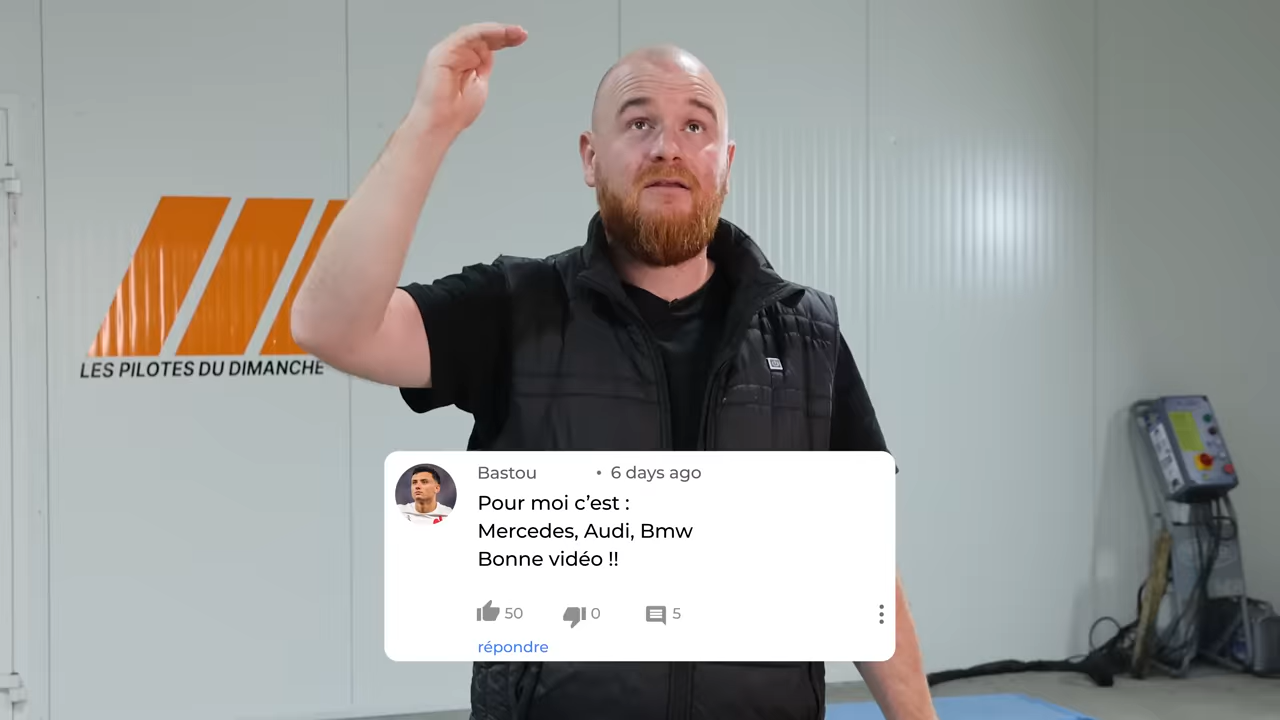 LES PILOTES DU DIMANCHE
Bastou • 6 days ago
Pour moi c’est :
Mercedes, Audi, Bmw
Bonne vidéo !!
50 0 5
répondre